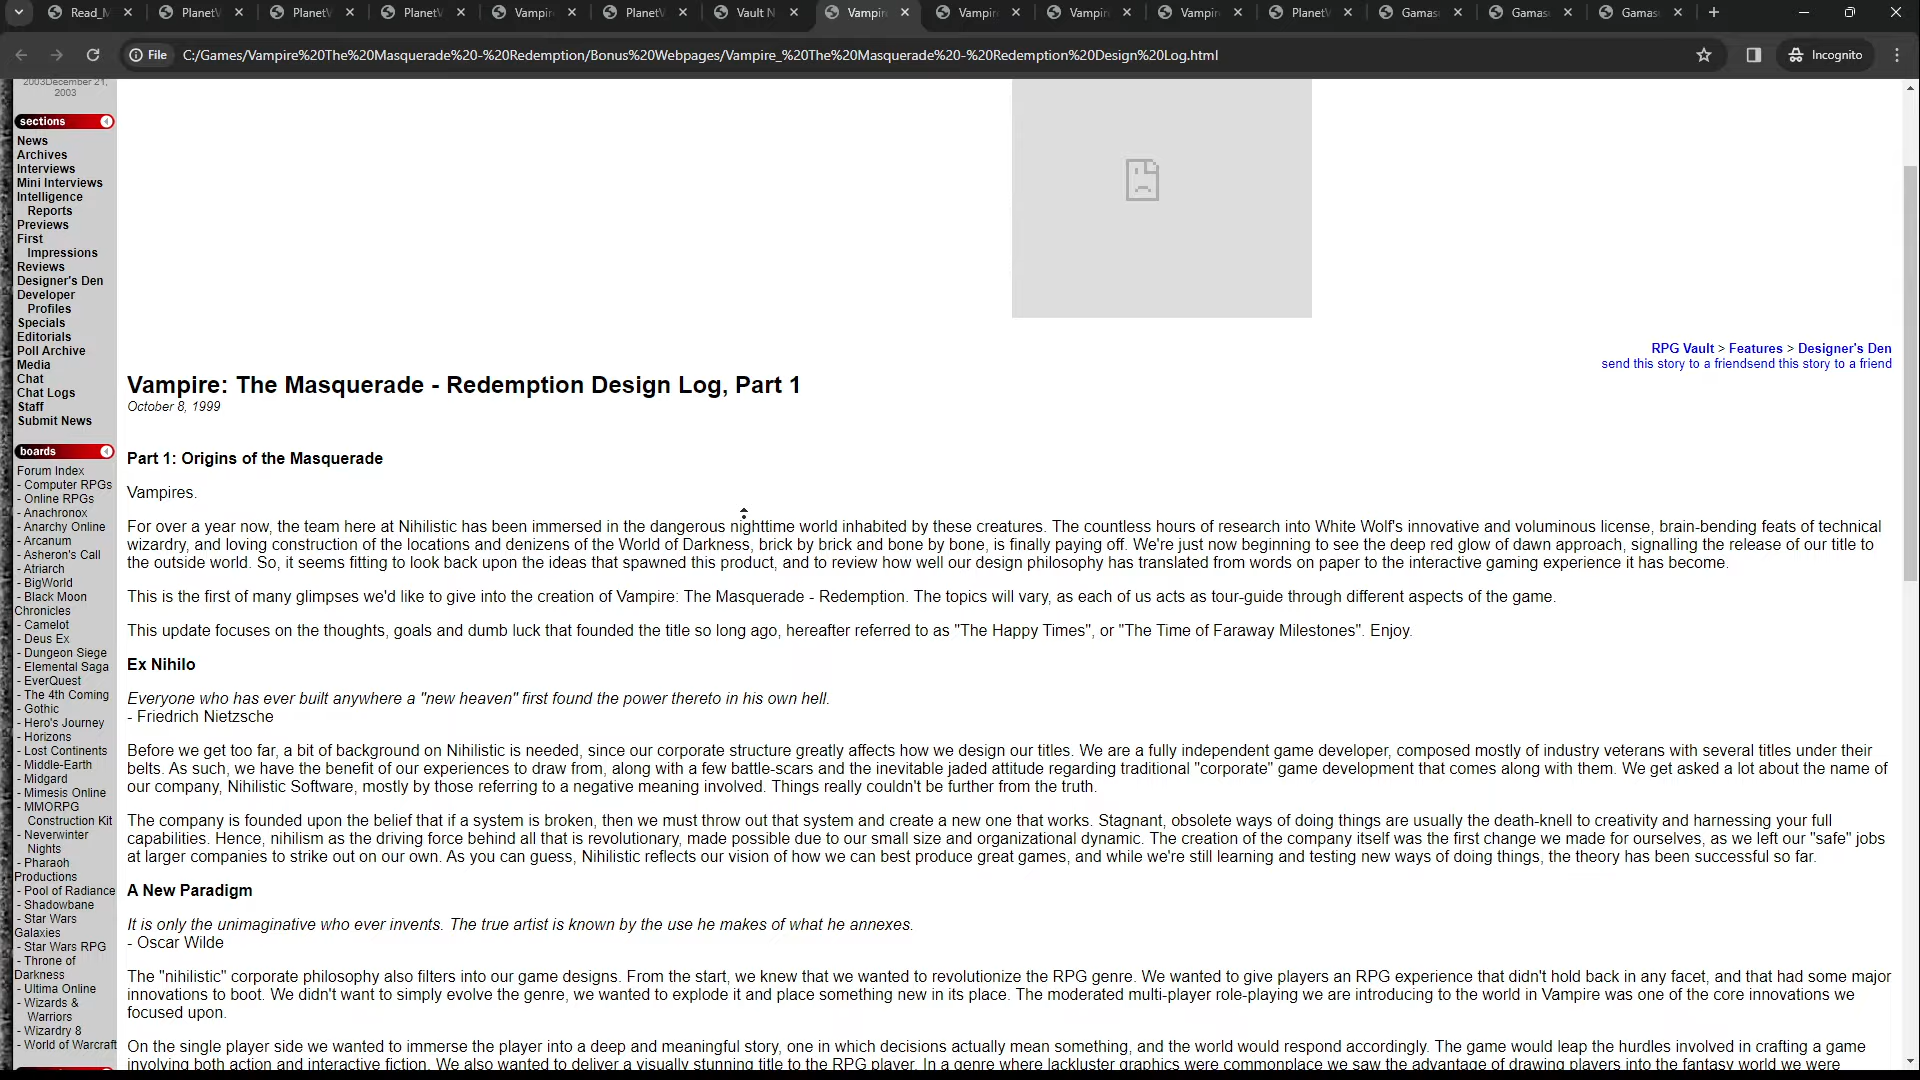 Read_M
PlanetV
PlanetV
PlanetV
Vampir
PlanetV
Vault N
Vampir
Vampir
Vampir
Vampir
PlanetV
Gamas
Gamas
Gamas
File
C:/Games/Vampire%20The%20Masquerade%20-%20Redemption/Bonus%20Webpages/Vampire_%20The%20Masquerade%20-%20Redemption%20Design%20Log.html
Incognito
2003December 21,
2003
sections
News
Archives
Interviews
Mini Interviews
Intelligence
Reports
Previews
First
Impressions
Reviews
Designer's Den
Developer
Profiles
Specials
Editorials
Poll Archive
Media
Chat
Chat Logs
Staff
Submit News
boards
Forum Index
- Computer RPGs
- Online RPGs
- Anachronox
- Anarchy Online
- Arcanum
- Asheron's Call
- Atriarch
- BigWorld
- Black Moon
Chronicles
- Camelot
- Deus Ex
- Dungeon Siege
- Elemental Saga
- EverQuest
- The 4th Coming
- Gothic
- Hero's Journey
- Horizons
- Lost Continents
- Middle-Earth
- Midgard
- Mimesis Online
- MMORPG
Construction Kit
- Neverwinter
Nights
- Pharaoh
Productions
- Pool of Radiance
- Shadowbane
- Star Wars
Galaxies
- Star Wars RPG
- Throne of
Darkness
- Ultima Online
- Wizards &
Warriors
- Wizardry 8
- World of Warcraft
RPG Vault > Features > Designer's Den
send this story to a friendsend this story to a friend
Vampire: The Masquerade - Redemption Design Log, Part 1
October 8, 1999
Part 1: Origins of the Masquerade
Vampires.
For over a year now, the team here at Nihilistic has been immersed in the dangerous nighttime world inhabited by these creatures. The countless hours of research into White Wolf's innovative and voluminous license, brain-bending feats of technical
wizardry, and loving construction of the locations and denizens of the World of Darkness, brick by brick and bone by bone, is finally paying off. We're just now beginning to see the deep red glow of dawn approach, signalling the release of our title to
the outside world. So, it seems fitting to look back upon the ideas that spawned this product, and to review how well our design philosophy has translated from words on paper to the interactive gaming experience it has become.
This is the first of many glimpses we'd like to give into the creation of Vampire: The Masquerade - Redemption. The topics will vary, as each of us acts as tour-guide through different aspects of the game.
This update focuses on the thoughts, goals and dumb luck that founded the title so long ago, hereafter referred to as "The Happy Times", or "The Time of Faraway Milestones". Enjoy.
Ex Nihilo
Everyone who has ever built anywhere a "new heaven" first found the power thereto in his own hell.
- Friedrich Nietzsche
Before we get too far, a bit of background on Nihilistic is needed, since our corporate structure greatly affects how we design our titles. We are a fully independent game developer, composed mostly of industry veterans with several titles under their
belts. As such, we have the benefit of our experiences to draw from, along with a few battle-scars and the inevitable jaded attitude regarding traditional "corporate" game development that comes along with them. We get asked a lot about the name of
our company, Nihilistic Software, mostly by those referring to a negative meaning involved. Things really couldn't be further from the truth.
The company is founded upon the belief that if a system is broken, then we must throw out that system and create a new one that works. Stagnant, obsolete ways of doing things are usually the death-knell to creativity and harnessing your full
capabilities. Hence, nihilism as the driving force behind all that is revolutionary, made possible due to our small size and organizational dynamic. The creation of the company itself was the first change we made for ourselves, as we left our "safe" jobs
at larger companies to strike out on our own. As you can guess, Nihilistic reflects our vision of how we can best produce great games, and while we're still learning and testing new ways of doing things, the theory has been successful so far.
A New Paradigm
It is only the unimaginative who ever invents. The true artist is known by the use he makes of what he annexes.
- Oscar Wilde
The "nihilistic" corporate philosophy also filters into our game designs. From the start, we knew that we wanted to revolutionize the RPG genre. We wanted to give players an RPG experience that didn't hold back in any facet, and that had some major
innovations to boot. We didn't want to simply evolve the genre, we wanted to explode it and place something new in its place. The moderated multi-player role-playing we are introducing to the world in Vampire was one of the core innovations we
focused upon.
On the single player side we wanted to immerse the player into a deep and meaningful story, one in which decisions actually mean something, and the world would respond accordingly. The game would leap the hurdles involved in crafting a game
involving both action and interactive fiction. We also wanted to deliver a visually stunning title to the RPG player. In a genre where lackluster graphics were commonplace we saw the advantage of drawing players into the fantasy world we were